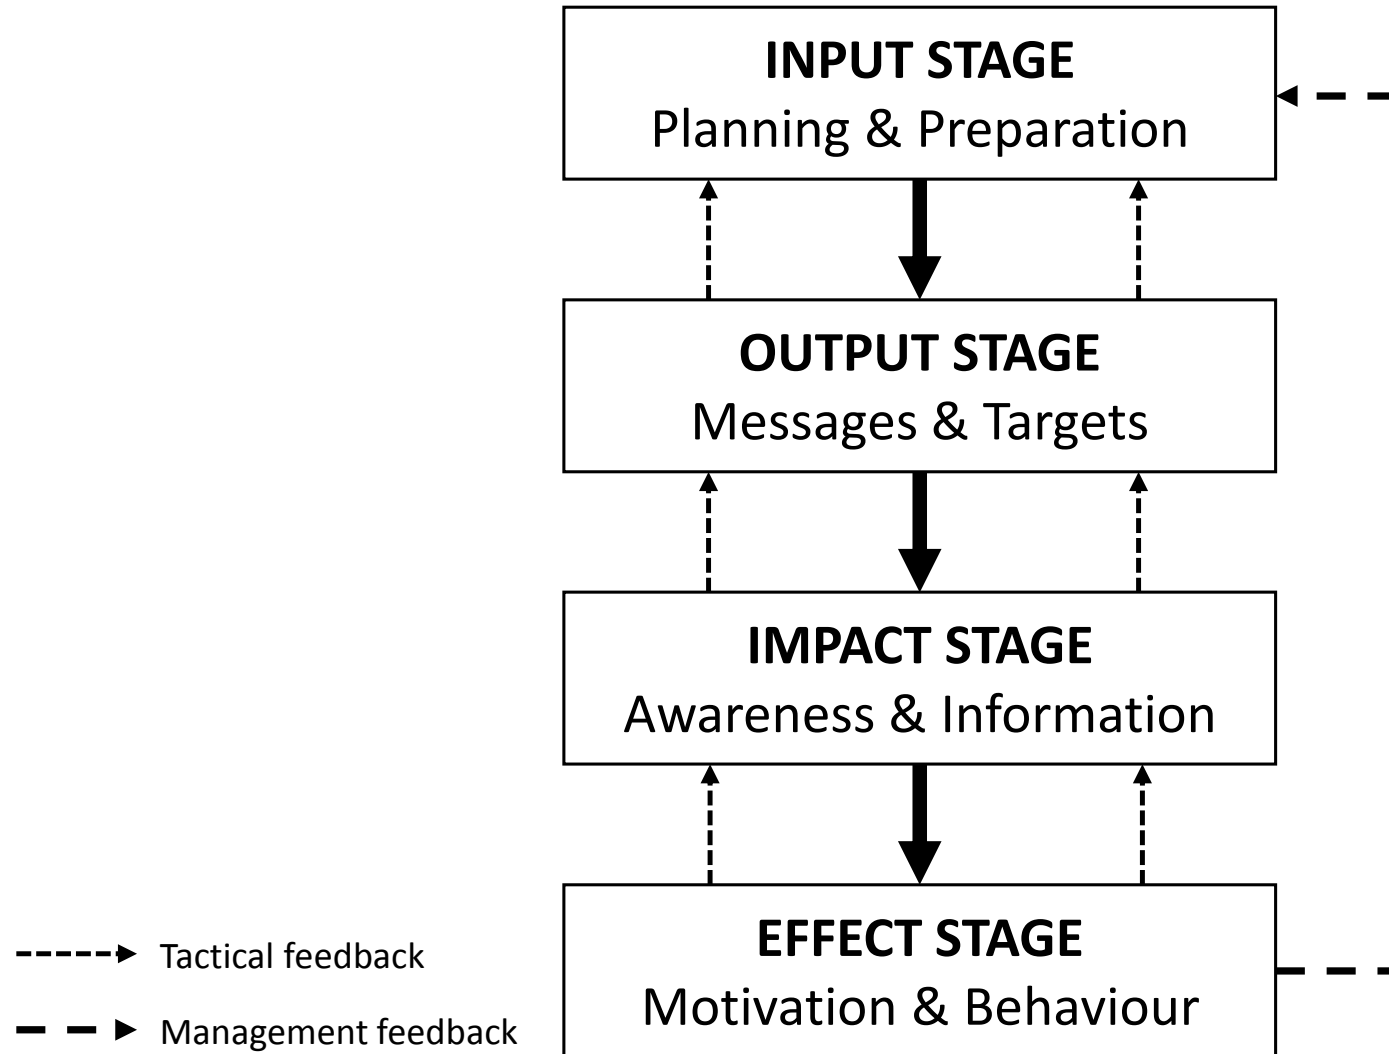 INPUT STAGE
Planning & Preparation
OUTPUT STAGE
Messages & Targets
IMPACT STAGE
Awareness & Information
EFFECT STAGE
Motivation & Behaviour
Tactical feedback
Management feedback